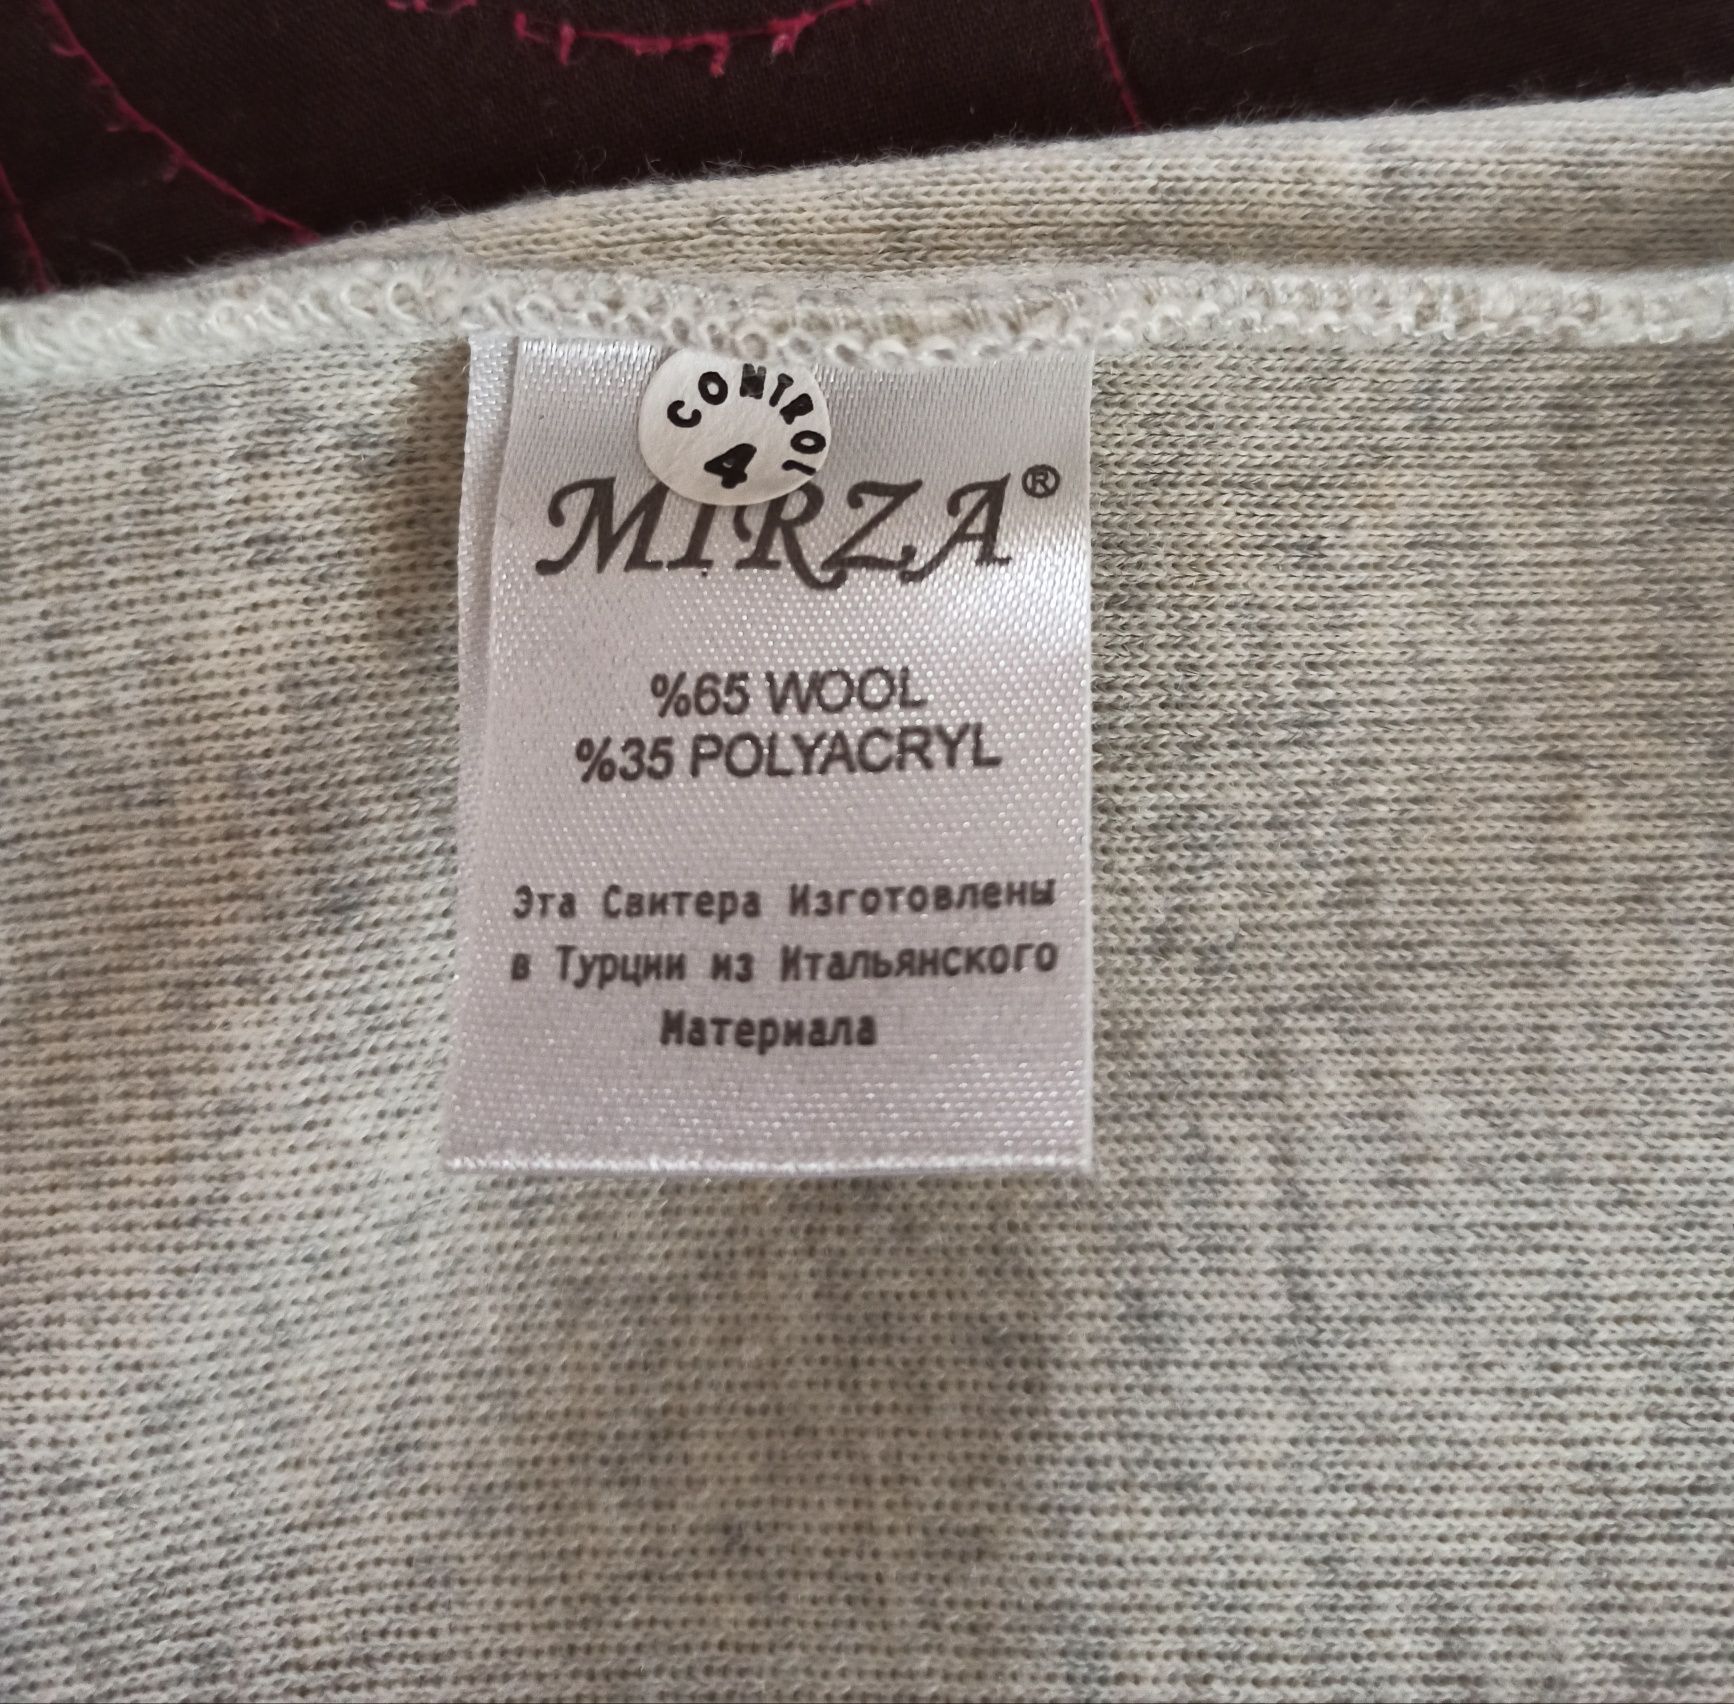 CONTROL
4
MIRZA®
%65 WOOL
%35 POLYACRYL
Эта Свитера Изготовлены
в Турции из Итальянского
Материала